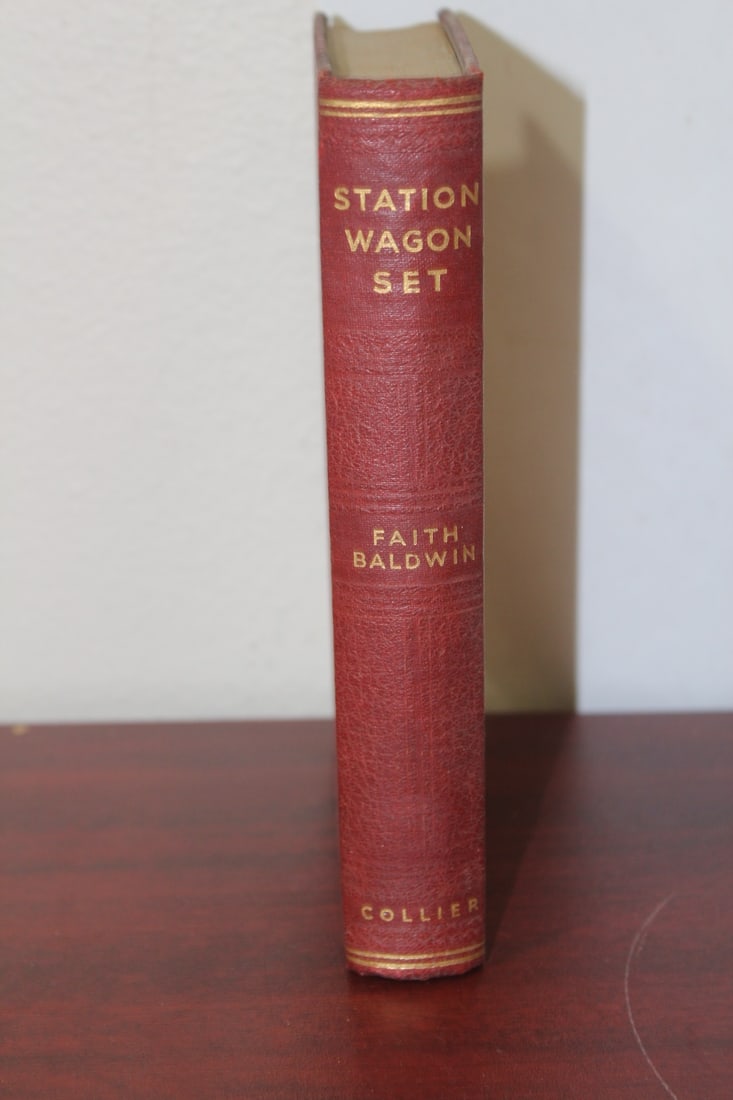 STATION
WAGON
SET
FAITH
BALDWIN
COLLIER